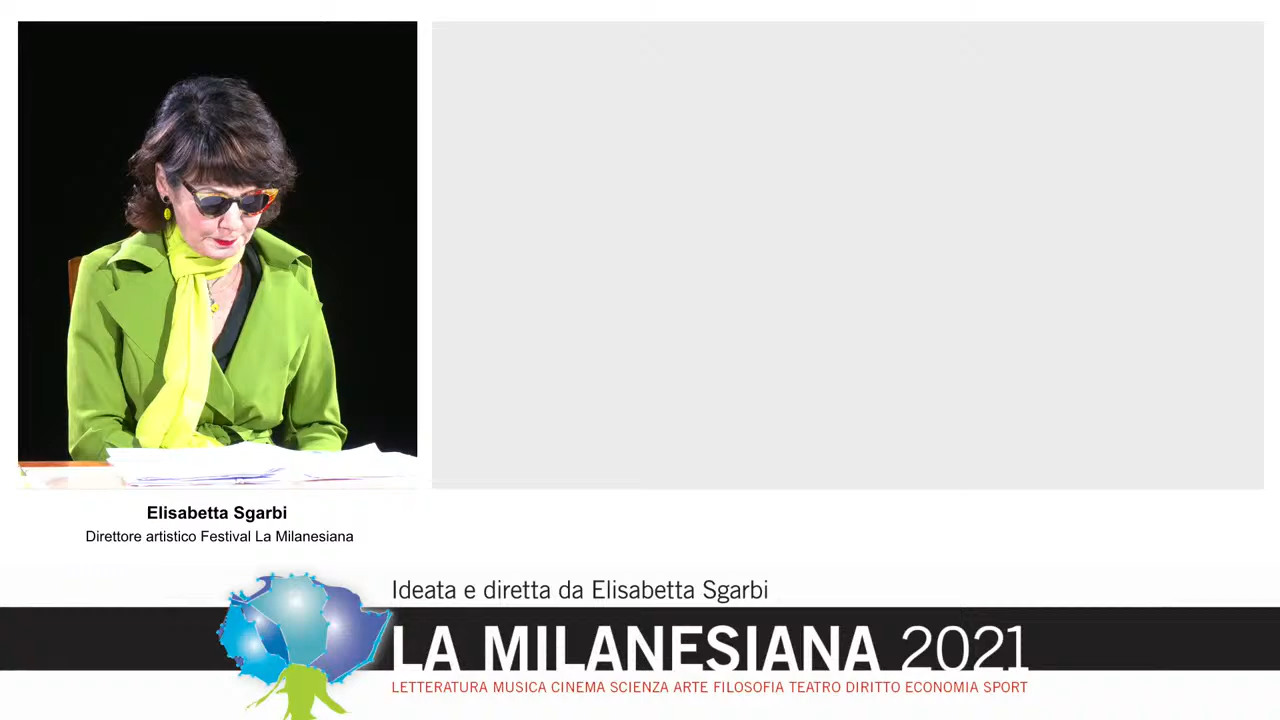 Elisabetta Sgarbi
Direttore artistico Festival La Milanesiana
Ideata e diretta da Elisabetta Sgarbi
LA MILANESIANA 2021
LETTERATURA MUSICA CINEMA SCIENZA ARTE FILOSOFIA TEATRO DIRITTO ECONOMIA SPORT